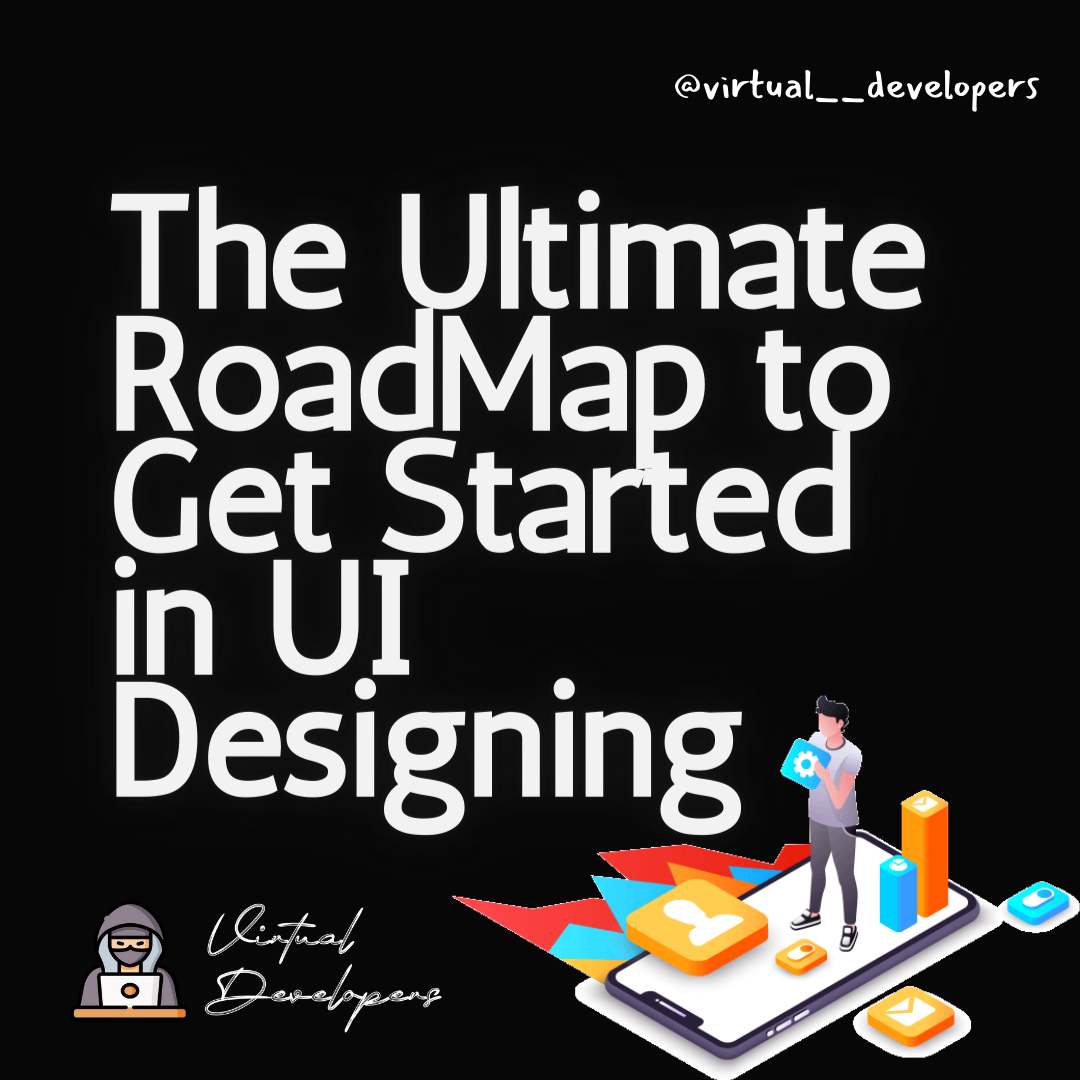 @virtual__developers
The Ultimate
RoadMap to
Get Started
in UI
Designing
Virtual
Developers